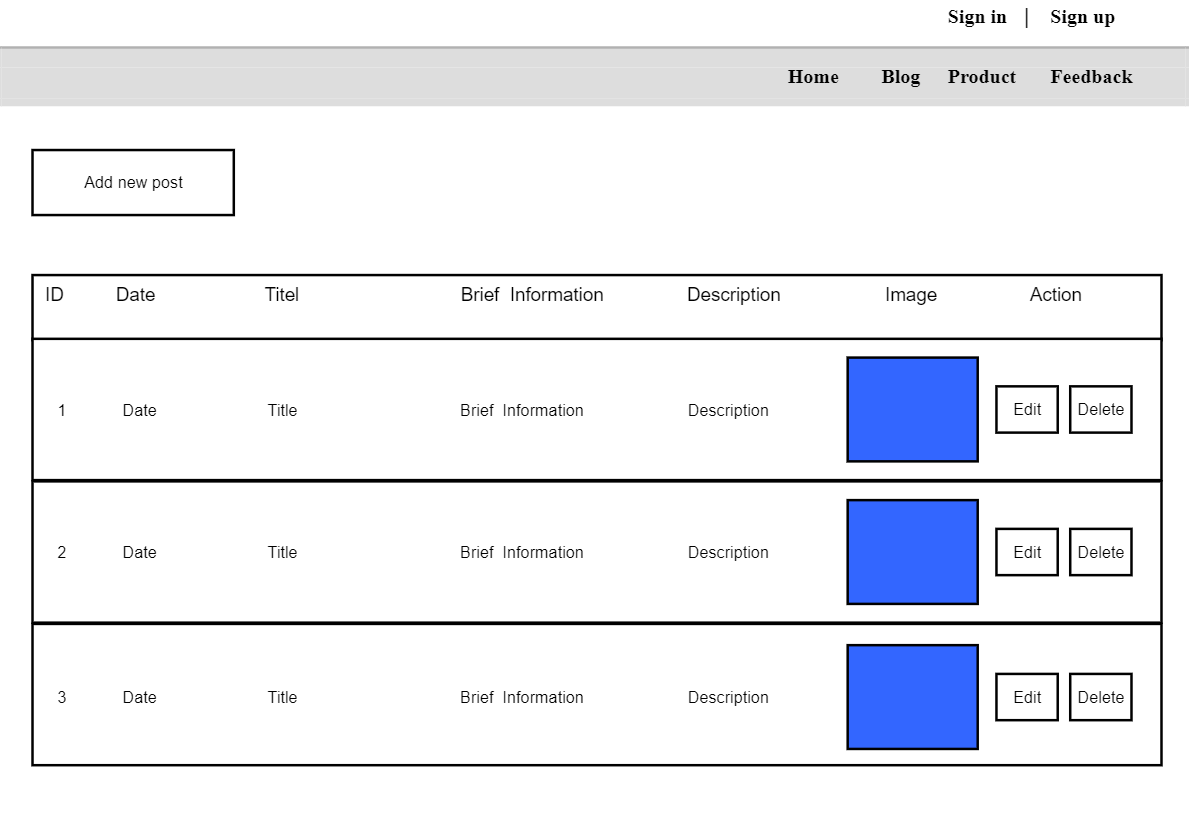 Sign in | Sign up
Home Blog Product Feedback
Add new post
ID Date Titel Brief Information Description Image Action
1 Date Title Brief Information Description Edit Delete
2 Date Title Brief Information Description Edit Delete
3 Date Title Brief Information Description Edit Delete